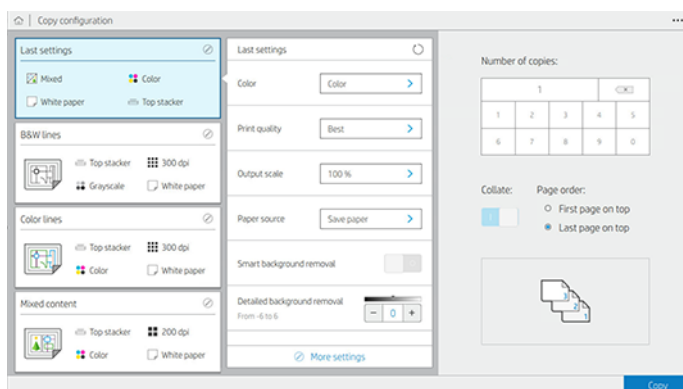 Copy configuration
Last settings
Mixed
Color
White paper
Top stacker
B&W lines
Top stacker
300 dpi
Grayscale
White paper
Color lines
Top stacker
300 dpi
Color
White paper
Mixed content
Top stacker
200 dpi
Color
White paper
Last settings
Color
Color
Print quality
Best
Output scale
100 %
Paper source
Save paper
Smart background
removal
Detailed background removal
From -6 to 6
− 0 +
More settings
Number of copies:
1
1 2 3 4 5
6 7 8 9 0
Collate:
Page order:
First page on top
Last page on top
3
2
1
Copy